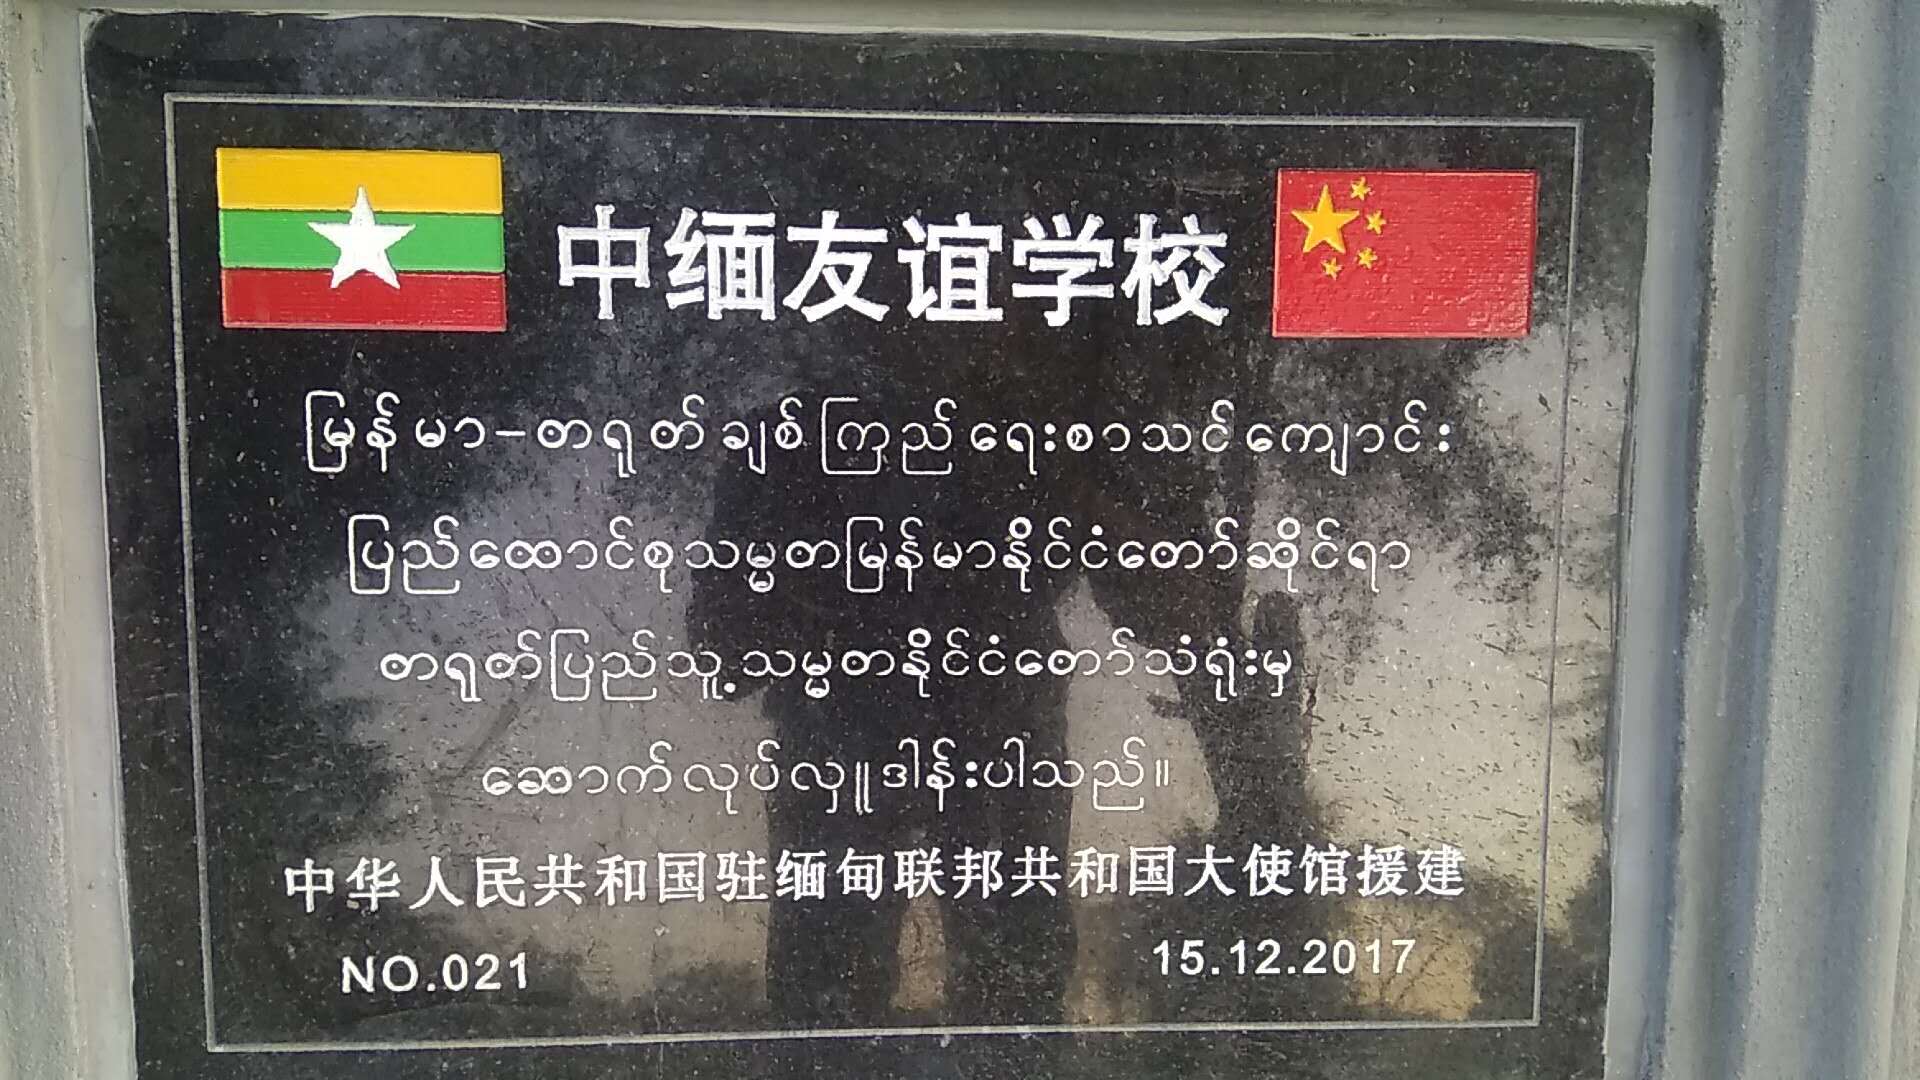 中缅友谊学校
မြန်မာ-တရုတ်ချစ်ကြည်ရေးစာသင်ကျောင်း
ပြည်ထောင်စုသမ္မတမြန်မာနိုင်ငံတော်ဆိုင်ရာ
တရုတ်ပြည်သူ့သမ္မတနိုင်ငံတော်သံရုံးမှ
ဆောက်လုပ်လှူဒါန်းပါသည်။
中华人民共和国驻缅甸联邦共和国大使馆援建
NO.021 15.12.2017